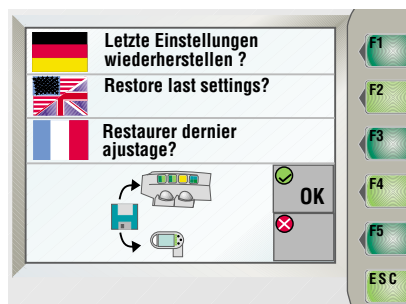 Letzte Einstellungen
wiederherstellen ?
Restore last settings?
Restaurer dernier
ajustage?
OK
F1
F2
F3
F4
F5
ESC